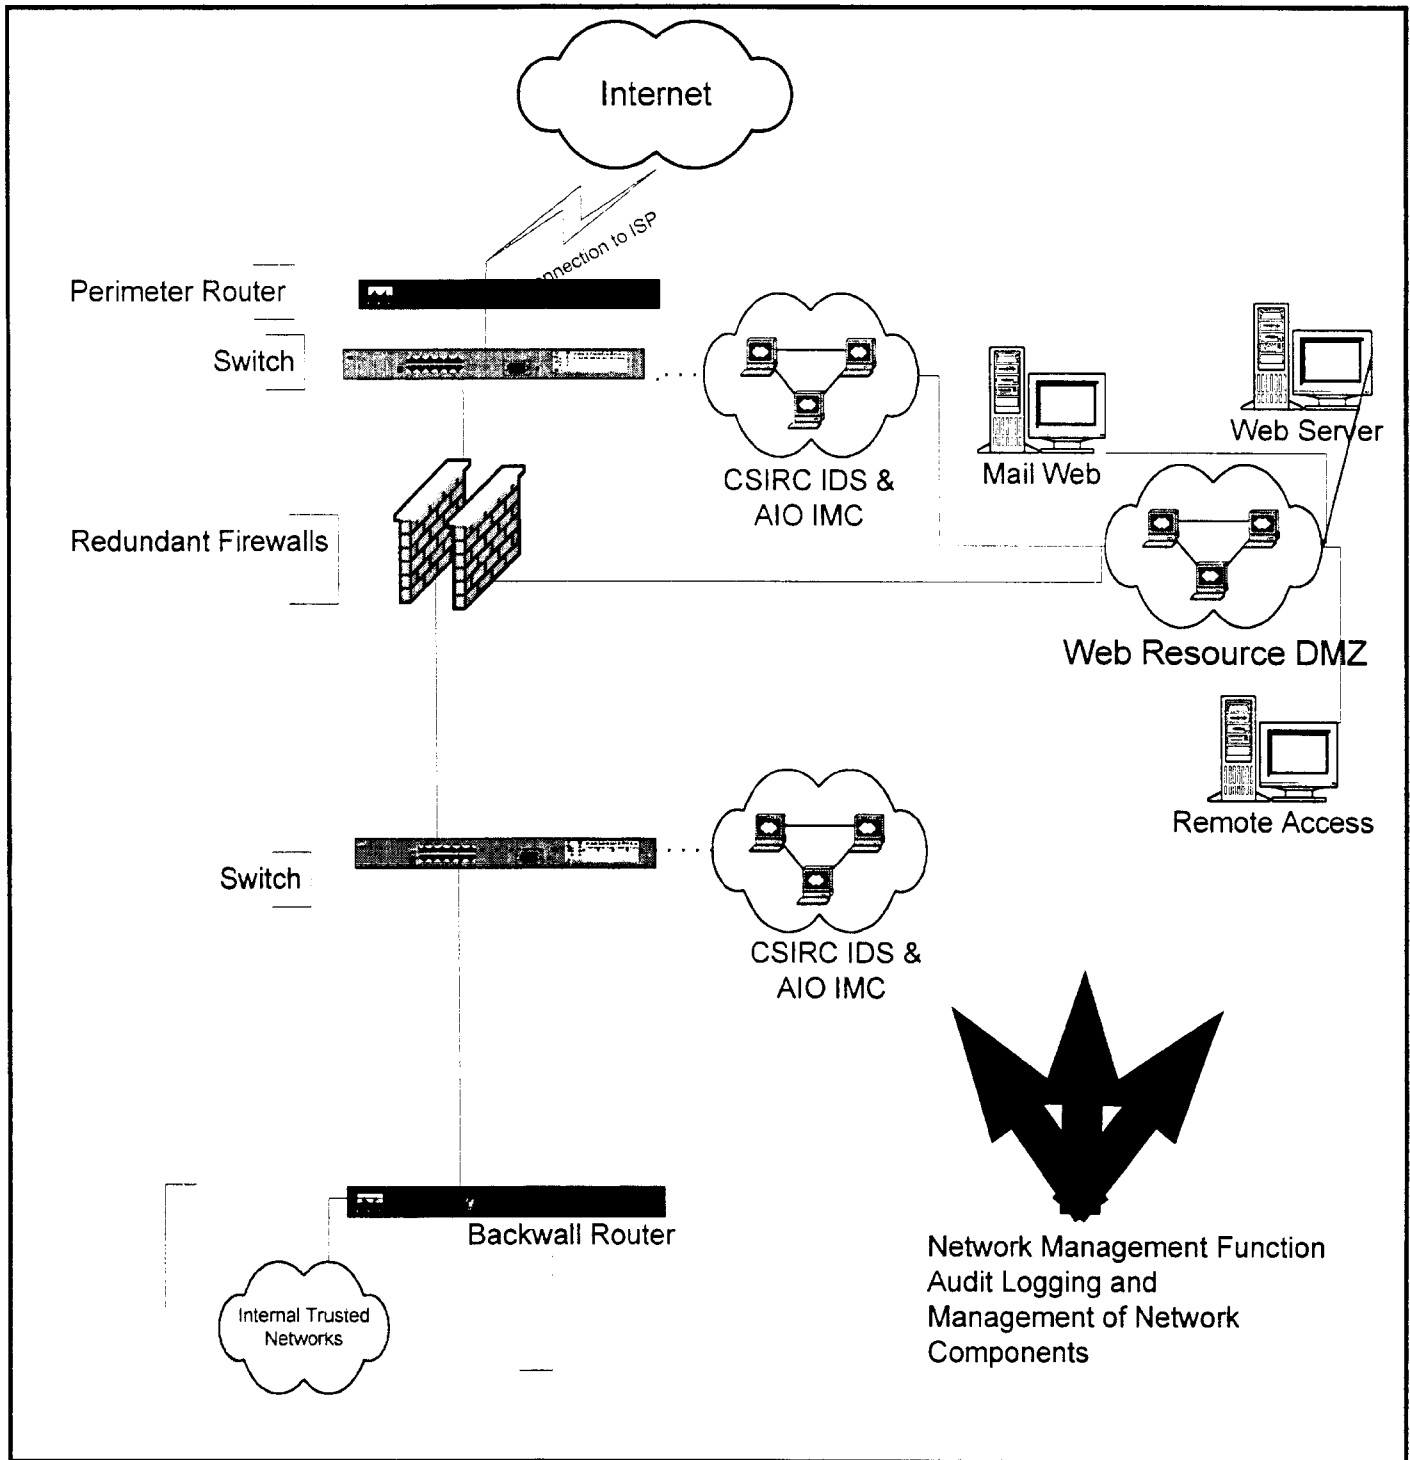 Internet
onnection to ISP
Perimeter Router
Switch
Web Server
Mail Web
CSIRC IDS &
AIO IMC
Redundant Firewalls
Web Resource DMZ
Remote Access
Switch
CSIRC IDS &
AIO IMC
Backwall Router
Network Management Function
Audit Logging and
Management of Network
Components
Internal Trusted
Networks